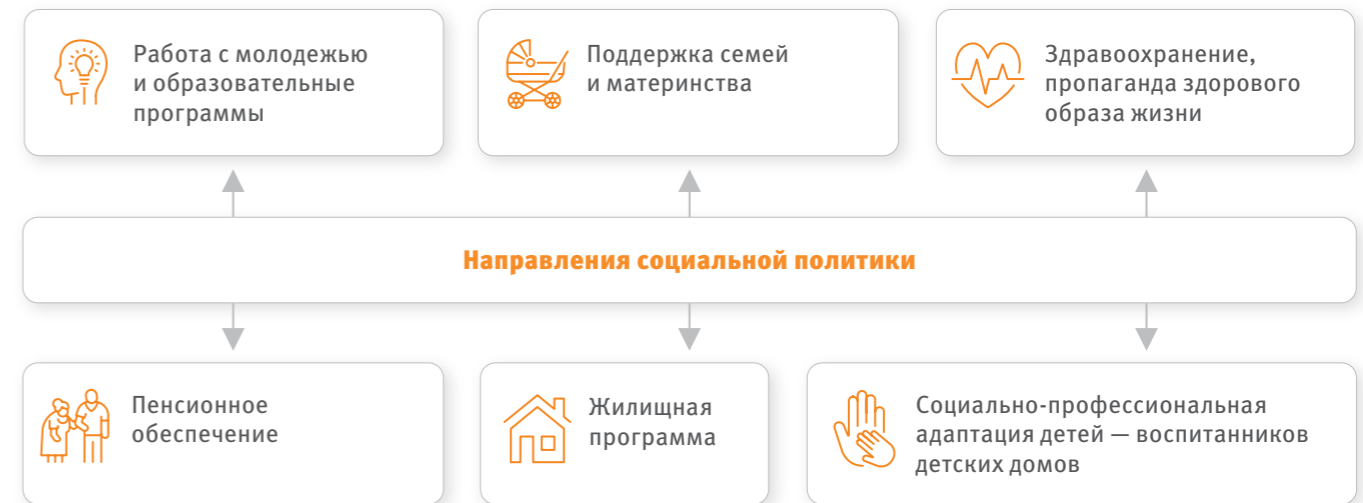 Работа с молодежью
и образовательные
программы
Поддержка семей
и материнства
Здравоохранение,
пропаганда здорового
образа жизни
Направления социальной политики
Пенсионное
обеспечение
Жилищная
программа
Социально-профессиональная
адаптация детей — воспитанников
детских домов